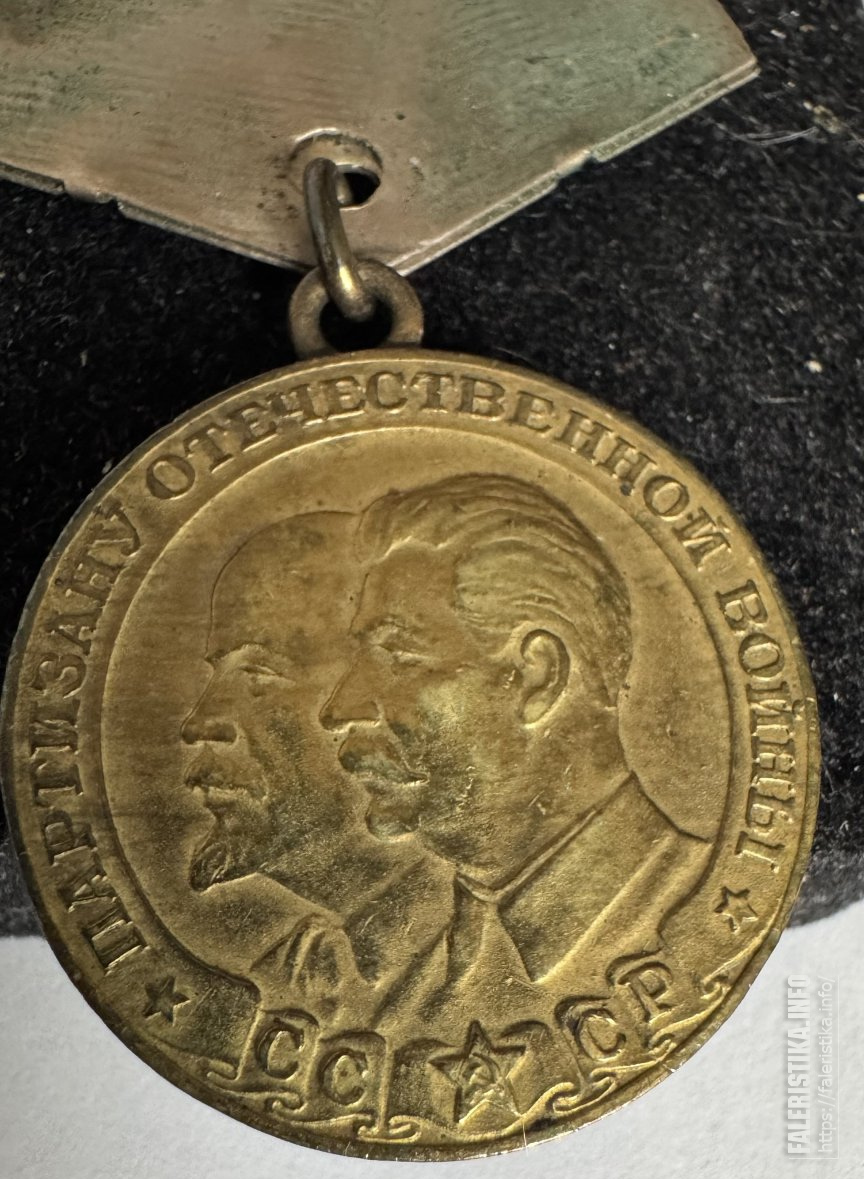 ПАРТИЗАНУ ОТЕЧЕСТВЕННОЙ ВОЙНЫ
СССР
FALERISTIKA.INFO
https://faleristika.info/